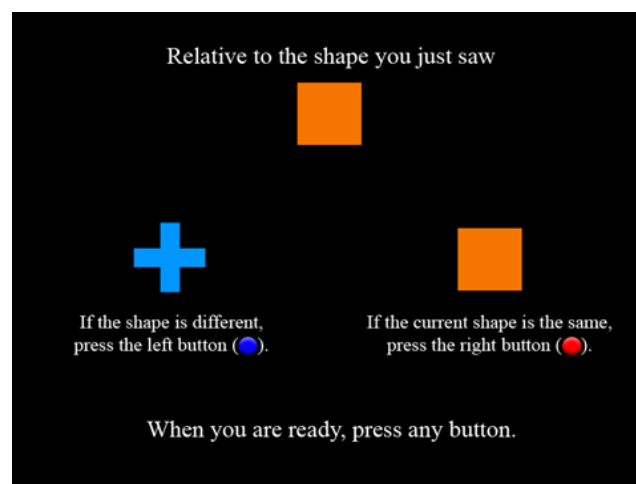 Relative to the shape you just saw
If the shape is different,
press the left button ( ).
If the current shape is the same,
press the right button ( ).
When you are ready, press any button.